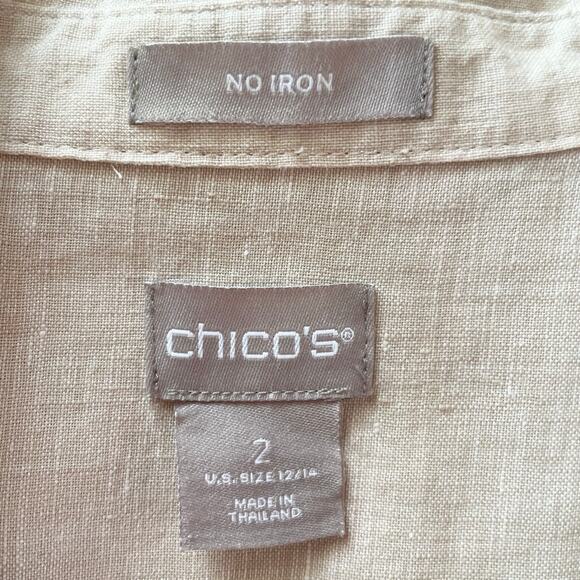 NO IRON
chico's®
2
U.S. SIZE 12/14
MADE IN
THAILAND